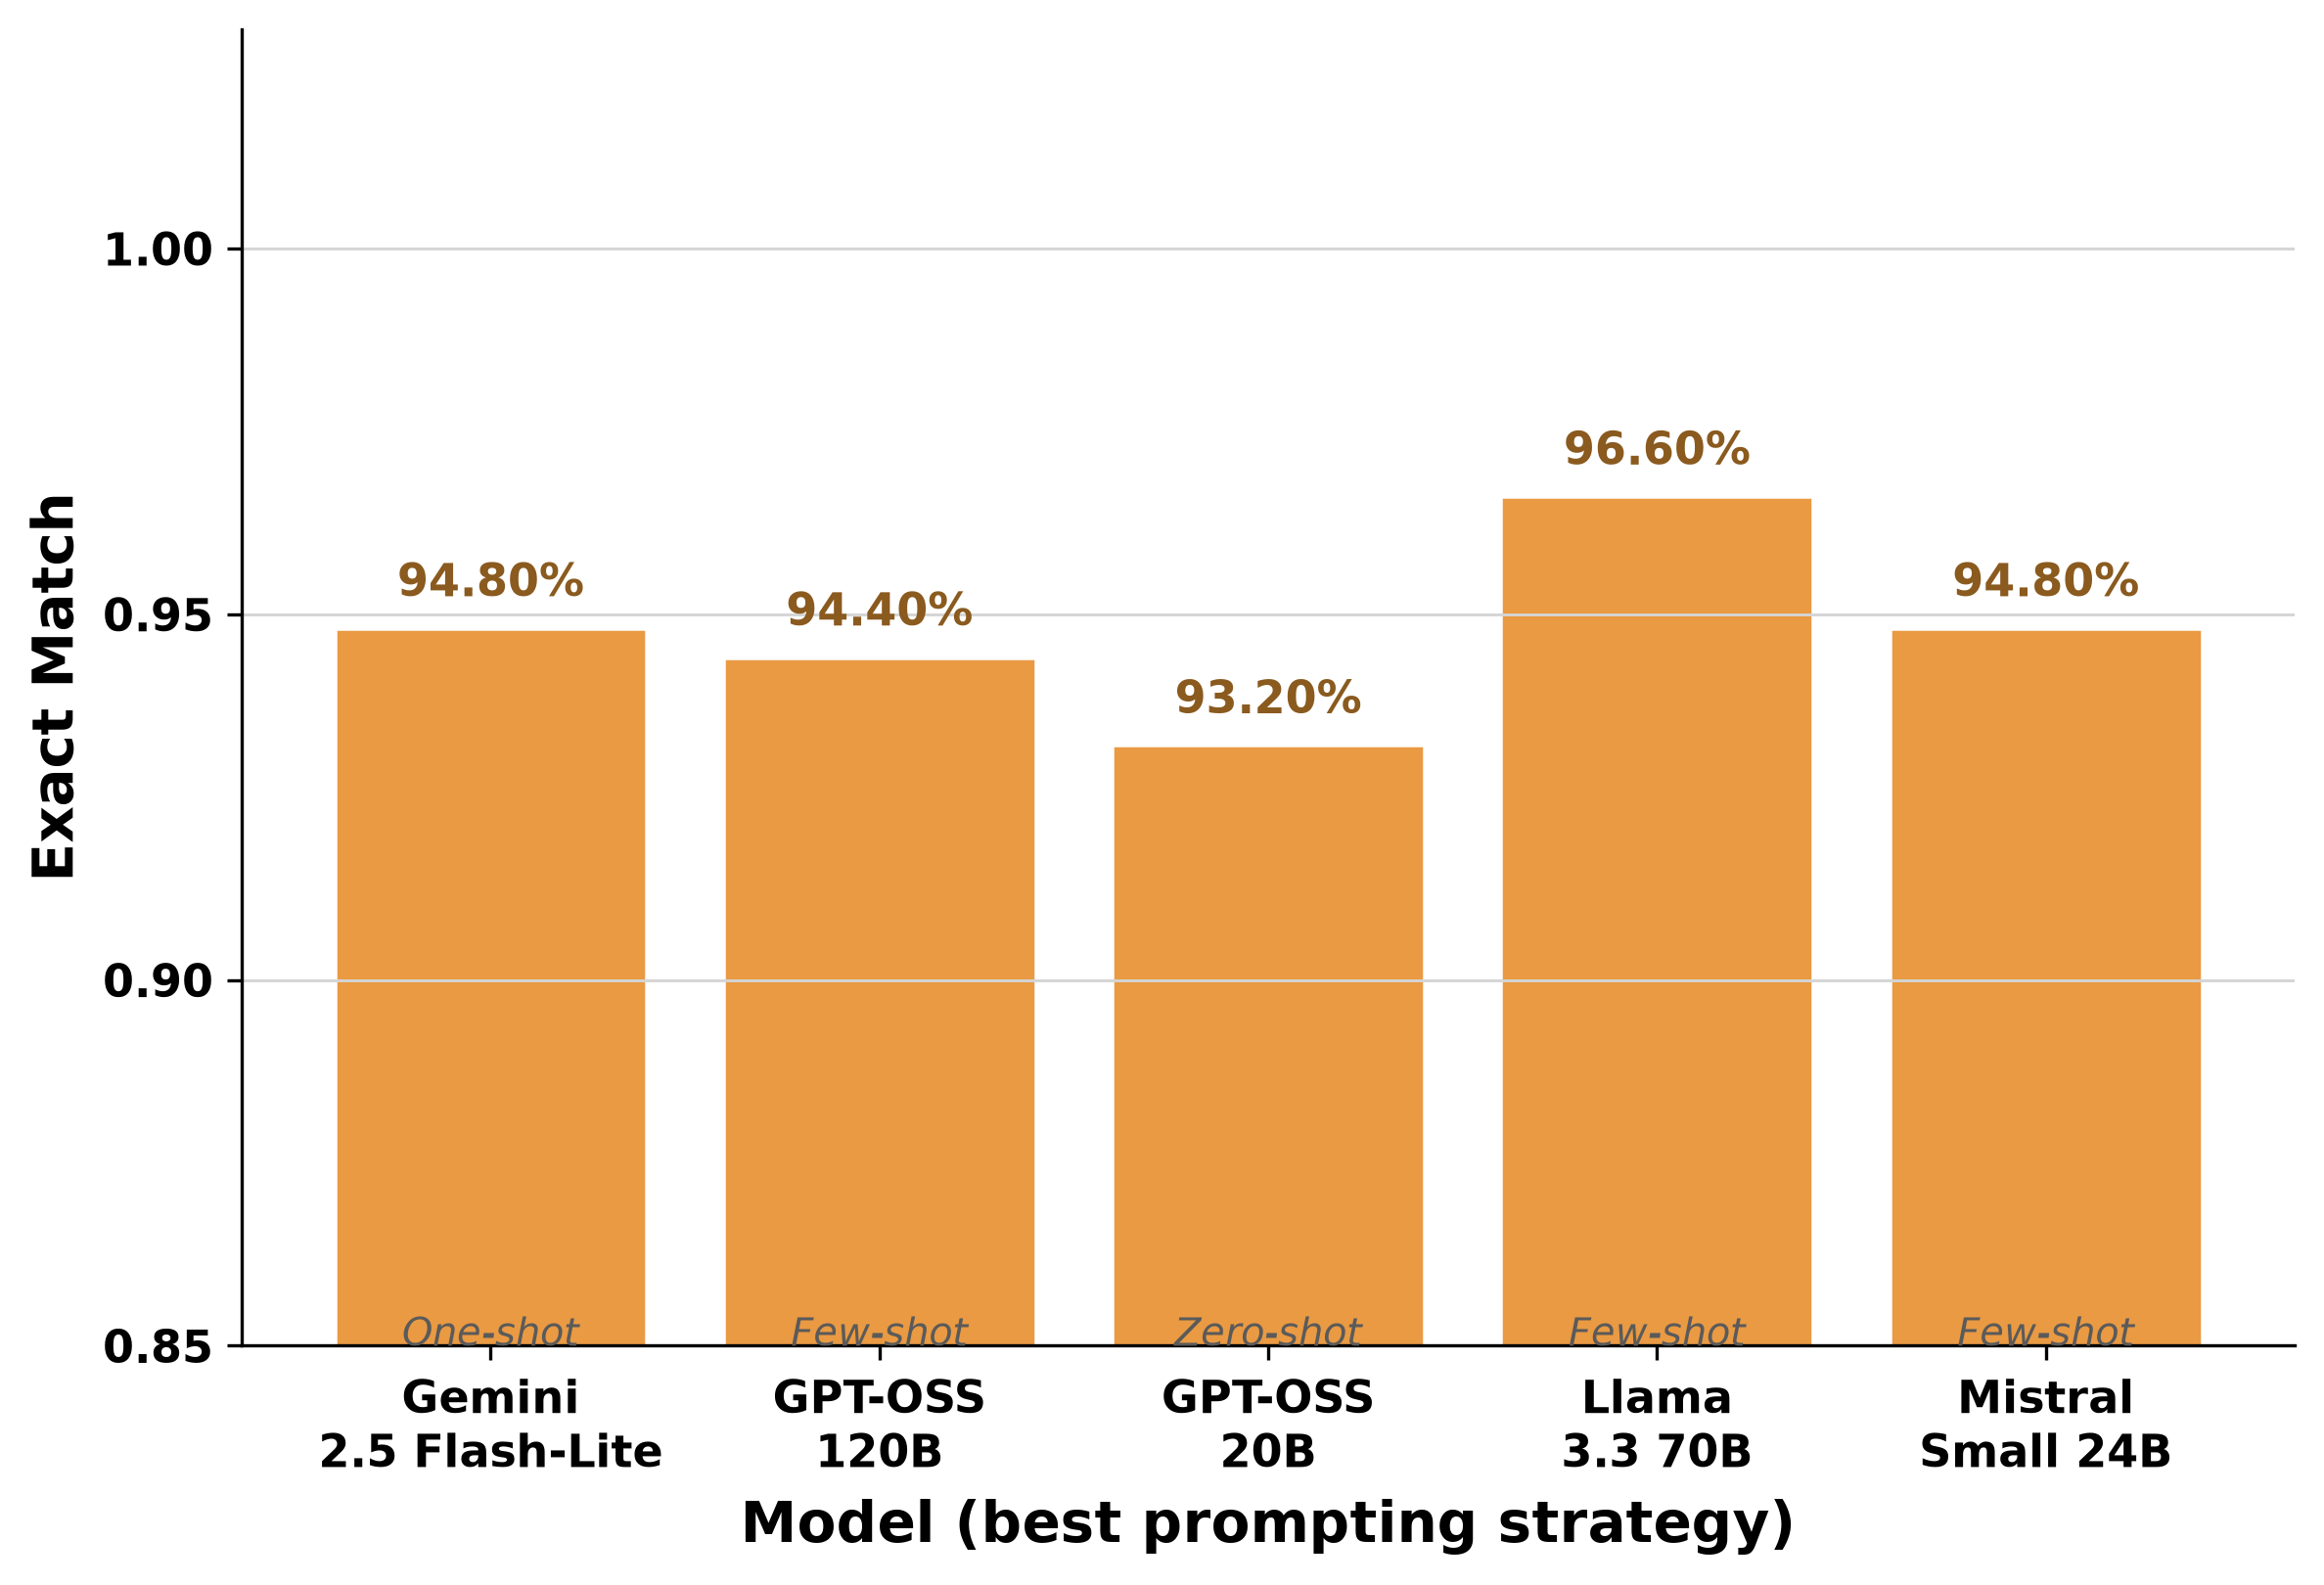 Exact Match
1.00
0.95
0.90
0.85
94.80%
94.40%
93.20%
96.60%
94.80%
One-shot
Few-shot
Zero-shot
Few-shot
Few-shot
Gemini
2.5 Flash-Lite
GPT-OSS
120B
GPT-OSS
20B
Llama
3.3 70B
Mistral
Small 24B
Model (best prompting strategy)